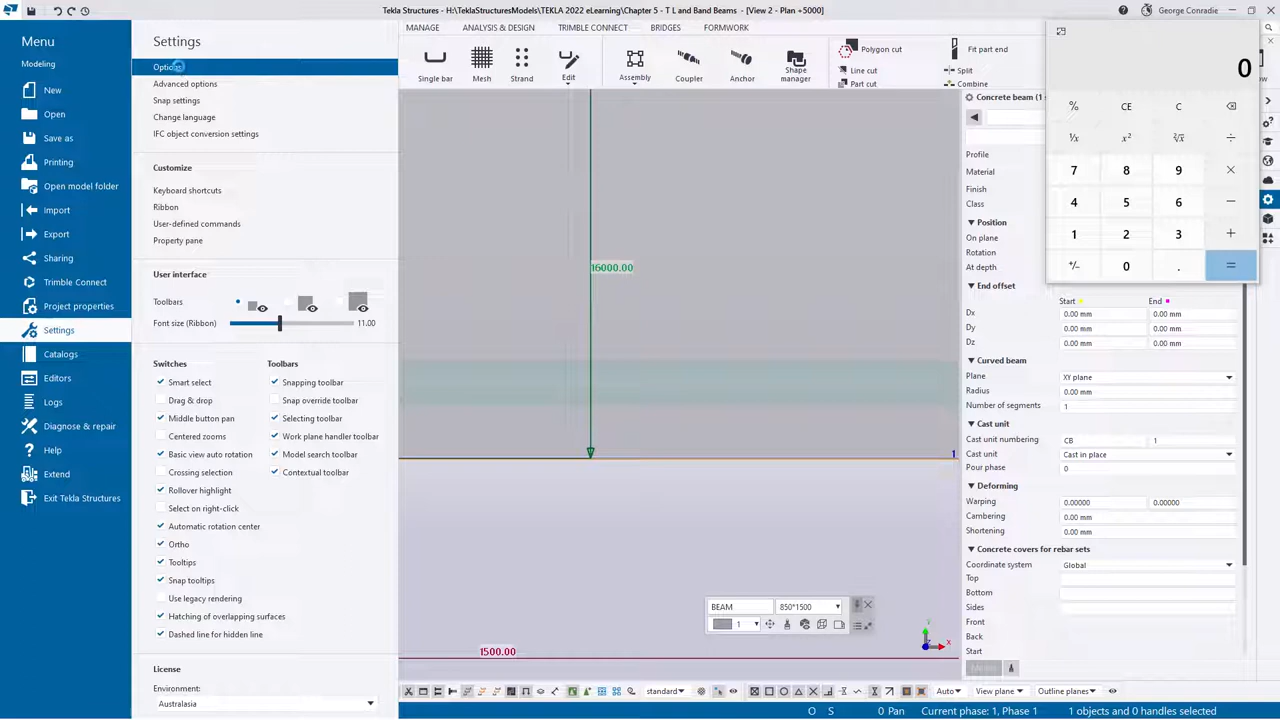 Tekla Structures - H:\TeklaStructuresModels\TEKLA 2022 eLearning\Chapter 5 - T L and Band Beams - [View 2 - Plan +5000]
George Conradie
Menu
Modeling
New
Open
Save as
Printing
Open model folder
Import
Export
Sharing
Trimble Connect
Project properties
Settings
Catalogs
Editors
Logs
Diagnose & repair
Help
Extend
Exit Tekla Structures
Settings
Options
Advanced options
Snap settings
Change language
IFC object conversion settings
Customize
Keyboard shortcuts
Ribbon
User-defined commands
Property pane
User interface
Toolbars
Font size (Ribbon) 11.00
Switches
Smart select
Drag & drop
Middle button pan
Centered zooms
Basic view auto rotation
Crossing selection
Rollover highlight
Select on right-click
Automatic rotation center
Ortho
Tooltips
Snap tooltips
Use legacy rendering
Hatching of overlapping surfaces
Dashed line for hidden line
Toolbars
Snapping toolbar
Snap override toolbar
Selecting toolbar
Work plane handler toolbar
Model search toolbar
Contextual toolbar
License
Environment:
Australasia
MANAGE ANALYSIS & DESIGN TRIMBLE CONNECT BRIDGES FORMWORK
Single bar Mesh Strand Edit Assembly Coupler Anchor Shape manager
Polygon cut Fit part end
Line cut Split
Part cut Combine
16000.00
1
1500.00
BEAM 850*1500
1
Y
X
Concrete beam (1
Profile
Material
Finish
Class
Position
On plane
Rotation
At depth
End offset
Start End
Dx 0.00 mm 0.00 mm
Dy 0.00 mm 0.00 mm
Dz 0.00 mm 0.00 mm
Curved beam
Plane XY plane
Radius 0.00 mm
Number of segments 1
Cast unit
Cast unit numbering CB 1
Cast unit Cast in place
Pour phase 0
Deforming
Warping 0.00000 0.00000
Cambering 0.00 mm
Shortening 0.00 mm
Concrete covers for rebar sets
Coordinate system Global
Top
Bottom
Sides
Front
Back
Start
Modify
0
% CE C
¹/x x² ²√x ÷
7 8 9 ×
4 5 6 −
1 2 3 +
+/- 0 . =
standard Auto View plane Outline planes
O S 0 Pan Current phase: 1, Phase 1 1 objects and 0 handles selected